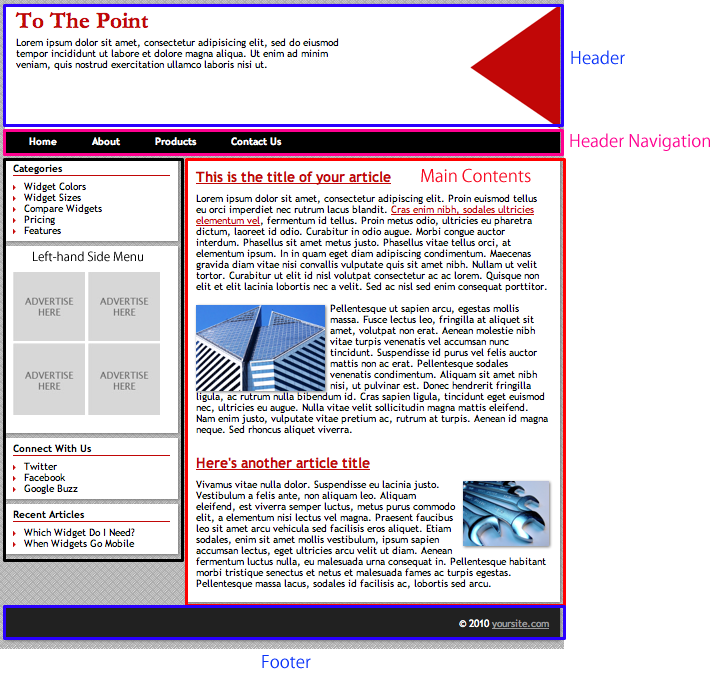 To The Point
Lorem ipsum dolor sit amet, consectetur adipisicing elit, sed do eiusmod
tempor incididunt ut labore et dolore magna aliqua. Ut enim ad minim
veniam, quis nostrud exercitation ullamco laboris nisi ut.
Header
Home About Products Contact Us
Header Navigation
Categories
Widget Colors
Widget Sizes
Compare Widgets
Pricing
Features
Left-hand Side Menu
ADVERTISE
HERE
ADVERTISE
HERE
ADVERTISE
HERE
ADVERTISE
HERE
Connect With Us
Twitter
Facebook
Google Buzz
Recent Articles
Which Widget Do I Need?
When Widgets Go Mobile
This is the title of your article
Main Contents
Lorem ipsum dolor sit amet, consectetur adipiscing elit. Proin euismod tellus
eu orci imperdiet nec rutrum lacus blandit. Cras enim nibh, sodales ultricies
elementum vel, fermentum id tellus. Proin metus odio, ultricies eu pharetra
dictum, laoreet id odio. Curabitur in odio augue. Morbi congue auctor
interdum. Phasellus sit amet metus justo. Phasellus vitae tellus orci, at
elementum ipsum. In in quam eget diam adipiscing condimentum. Maecenas
gravida diam vitae nisi convallis vulputate quis sit amet nibh. Nullam ut velit
tortor. Curabitur ut elit id nisl volutpat consectetur ac ac lorem. Quisque non
elit et elit lacinia lobortis nec a velit. Sed ac nisl sed enim consequat porttitor.
Pellentesque ut sapien arcu, egestas mollis
massa. Fusce lectus leo, fringilla at aliquet sit
amet, volutpat non erat. Aenean molestie nibh
vitae turpis venenatis vel accumsan nunc
tincidunt. Suspendisse id purus vel felis auctor
mattis non ac erat. Pellentesque sodales
venenatis condimentum. Aliquam sit amet nibh
nisi, ut pulvinar est. Donec hendrerit fringilla
ligula, ac rutrum nulla bibendum id. Cras sapien ligula, tincidunt eget euismod
nec, ultricies eu augue. Nulla vitae velit sollicitudin magna mattis eleifend.
Nam enim justo, vulputate vitae pretium ac, rutrum at turpis. Aenean id magna
neque. Sed rhoncus aliquet viverra.
Here's another article title
Vivamus vitae nulla dolor. Suspendisse eu lacinia justo.
Vestibulum a felis ante, non aliquam leo. Aliquam
eleifend, est viverra semper luctus, metus purus commodo
elit, a elementum nisi lectus vel magna. Praesent faucibus
leo sit amet arcu vehicula sed facilisis eros aliquet. Etiam
sodales, enim sit amet mollis vestibulum, ipsum sapien
accumsan lectus, eget ultricies arcu velit ut diam. Aenean
fermentum luctus nulla, eu malesuada urna consequat in. Pellentesque habitant
morbi tristique senectus et netus et malesuada fames ac turpis egestas.
Pellentesque massa lacus, sodales id facilisis ac, lobortis sed arcu.
© 2010 yoursite.com
Footer